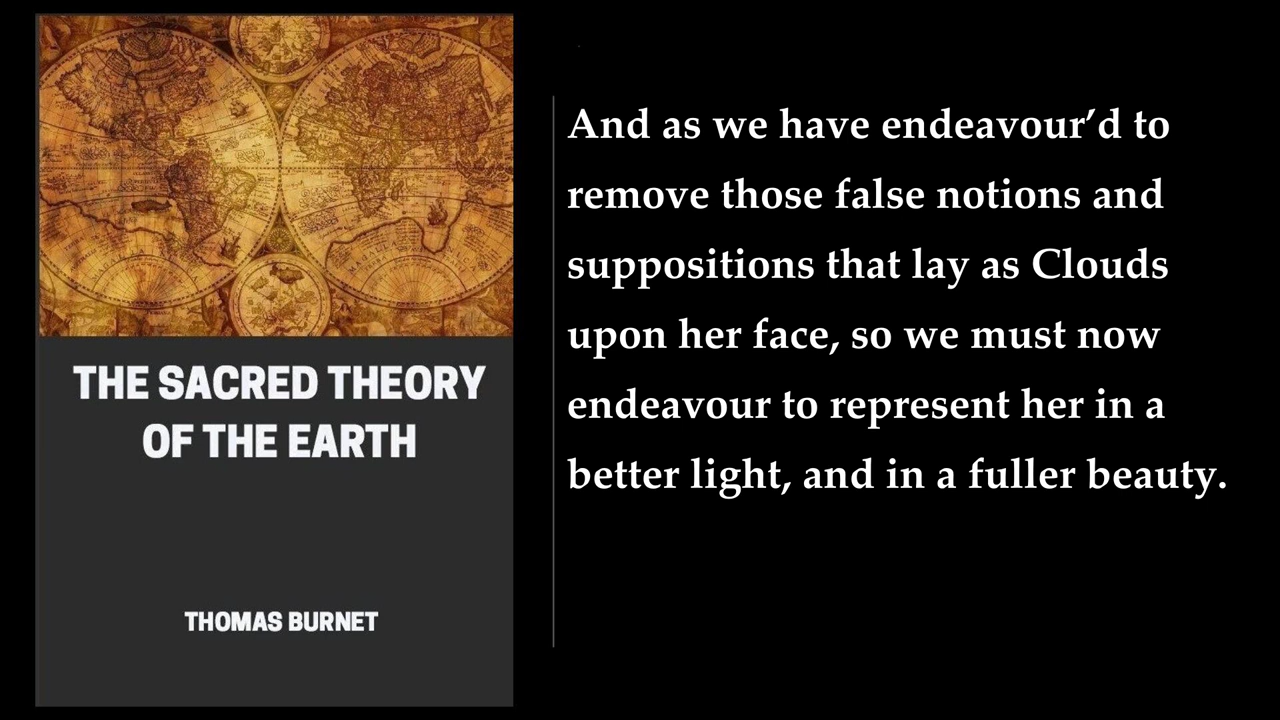 THE SACRED THEORY
OF THE EARTH
THOMAS BURNET
And as we have endeavour’d to
remove those false notions and
suppositions that lay as Clouds
upon her face, so we must now
endeavour to represent her in a
better light, and in a fuller beauty.